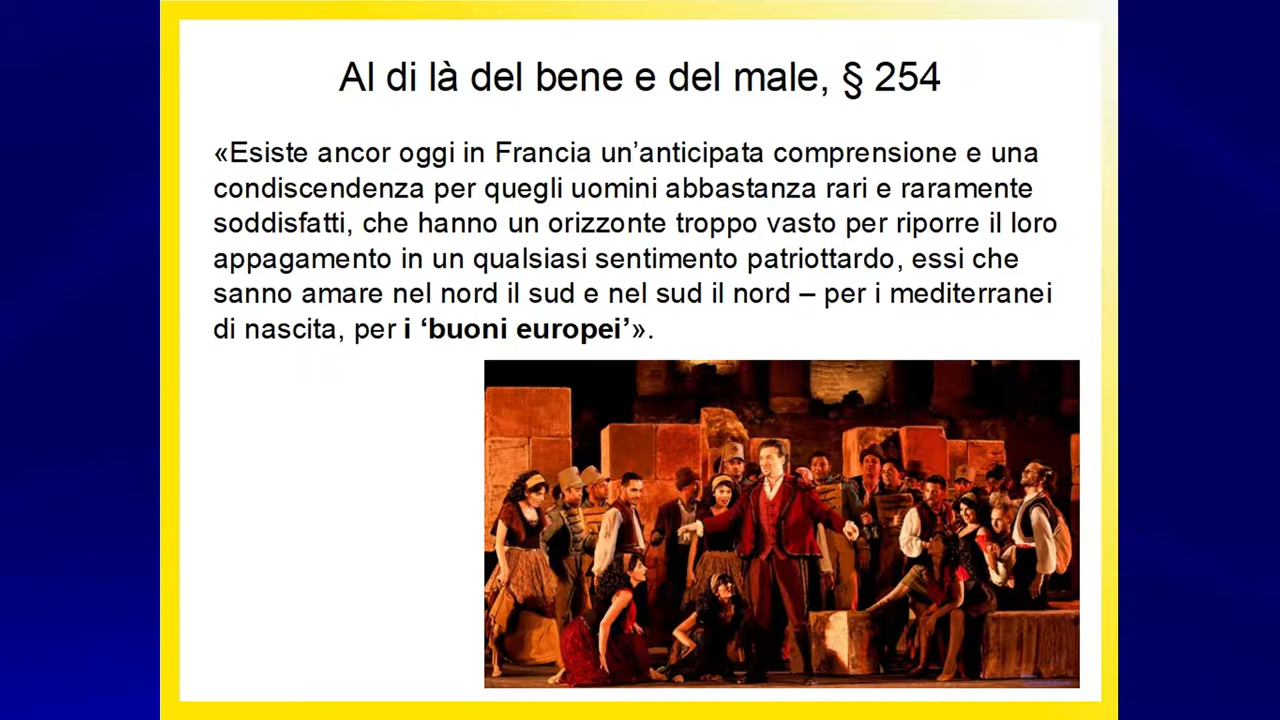 Al di là del bene e del male, § 254
«Esiste ancor oggi in Francia un’anticipata comprensione e una
condiscendenza per quegli uomini abbastanza rari e raramente
soddisfatti, che hanno un orizzonte troppo vasto per riporre il loro
appagamento in un qualsiasi sentimento patriottardo, essi che
sanno amare nel nord il sud e nel sud il nord – per i mediterranei
di nascita, per i ‘buoni europei’».